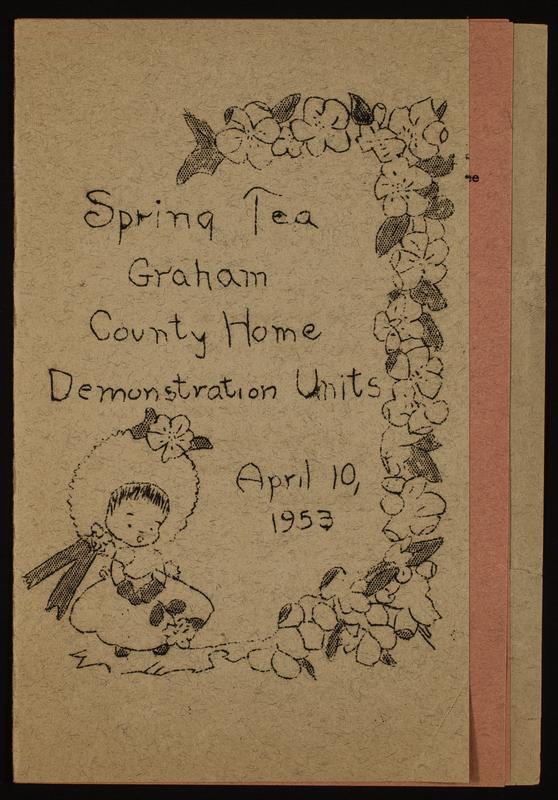 Spring Tea
Graham
County Home
Demonstration Units
April 10,
1953